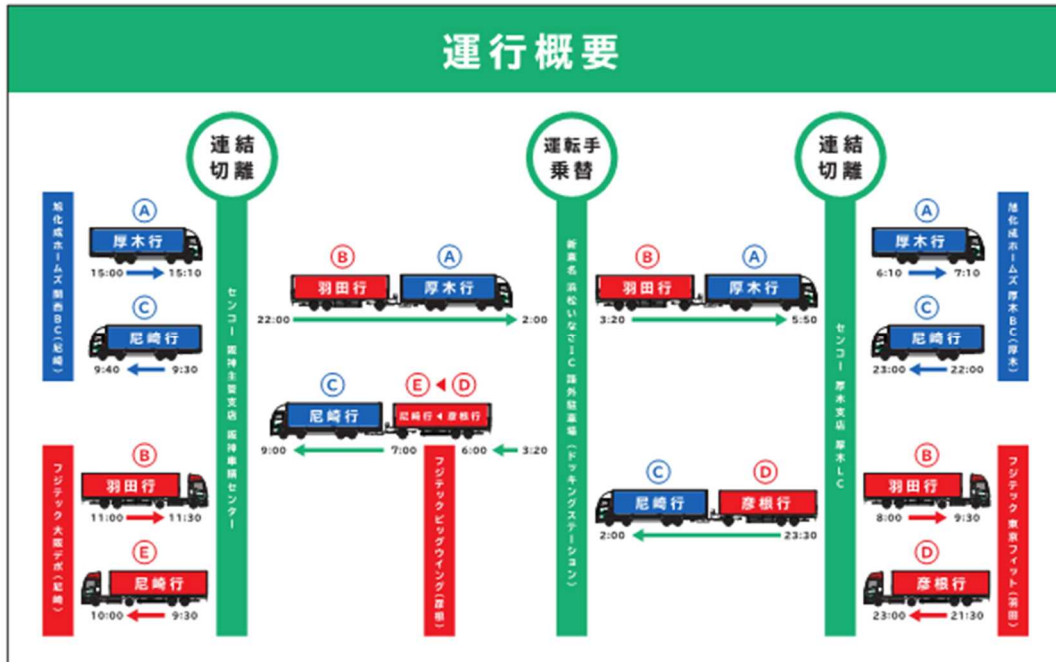 運行概要
連結
切離
運転手
乗替
連結
切離
旭化成ホームズ 関西BC(尼崎)
A
厚木行
15:00
15:10
C
尼崎行
9:40
9:30
フジテック 大阪デポ(尼崎)
B
羽田行
11:00
11:30
E
尼崎行
10:00
9:30
センコー 阪神主管支店 阪神車輌センター
B
A
羽田行
厚木行
22:00
2:00
C
E
D
尼崎行
尼崎行
彦根行
9:00
7:00
6:00
3:20
フジテック ビッグウイング(彦根)
新東名 浜松いなさIC 路外駐車場(ドッキングステーション)
B
A
羽田行
厚木行
3:20
5:50
C
D
尼崎行
彦根行
2:00
23:30
センコー 厚木支店 厚木LC
A
厚木行
6:10
7:10
C
尼崎行
23:00
22:00
旭化成ホームズ 厚木BC(厚木)
B
羽田行
8:00
9:30
D
彦根行
23:00
21:30
フジテック 東京フィット(羽田)